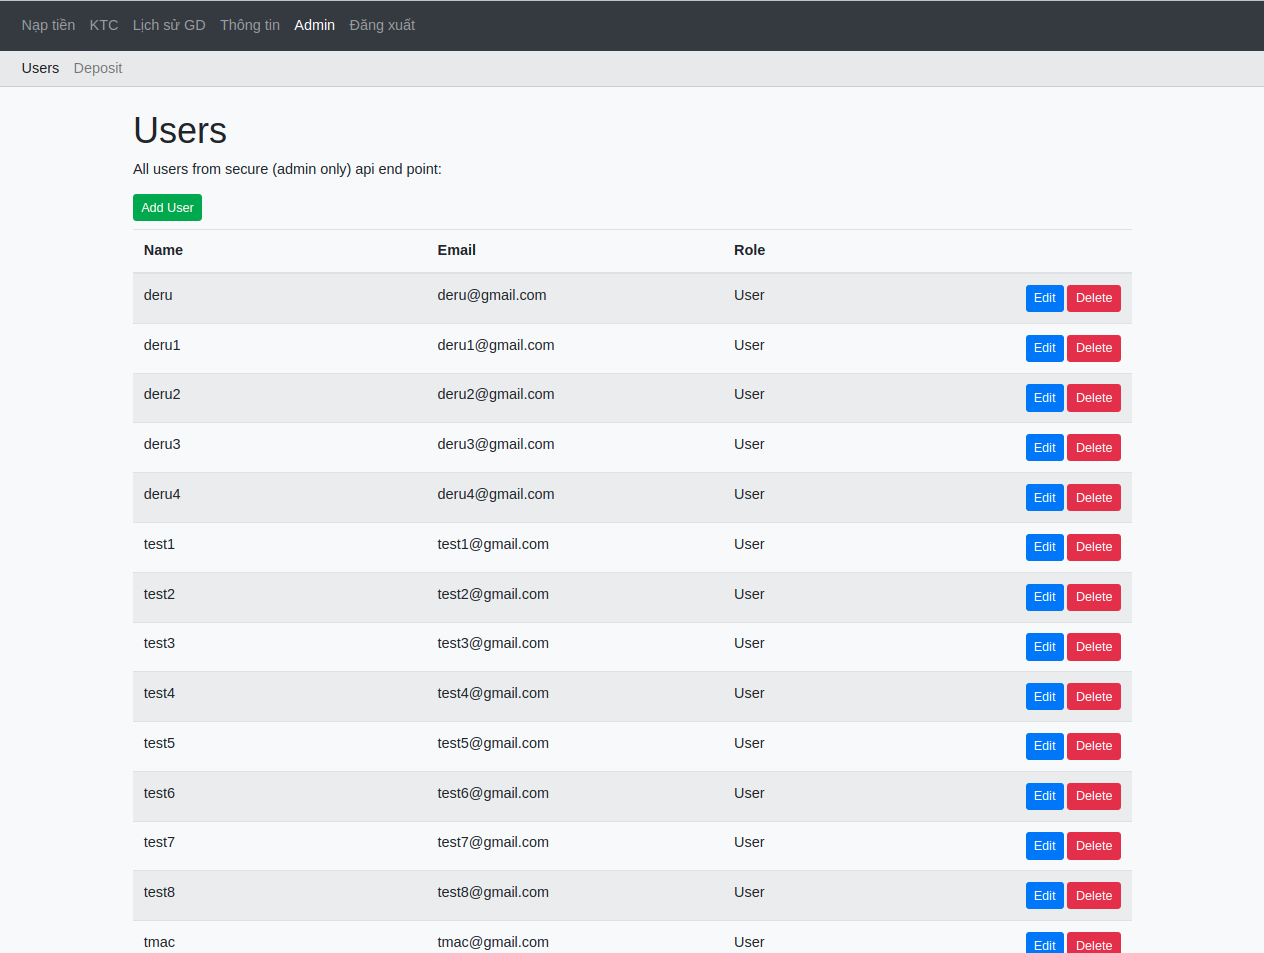 Nạp tiền KTC Lịch sử GD Thông tin Admin Đăng xuất
Users Deposit
Users
All users from secure (admin only) api end point:
Add User
Name Email Role
deru deru@gmail.com User Edit Delete
deru1 deru1@gmail.com User Edit Delete
deru2 deru2@gmail.com User Edit Delete
deru3 deru3@gmail.com User Edit Delete
deru4 deru4@gmail.com User Edit Delete
test1 test1@gmail.com User Edit Delete
test2 test2@gmail.com User Edit Delete
test3 test3@gmail.com User Edit Delete
test4 test4@gmail.com User Edit Delete
test5 test5@gmail.com User Edit Delete
test6 test6@gmail.com User Edit Delete
test7 test7@gmail.com User Edit Delete
test8 test8@gmail.com User Edit Delete
tmac tmac@gmail.com User Edit Delete